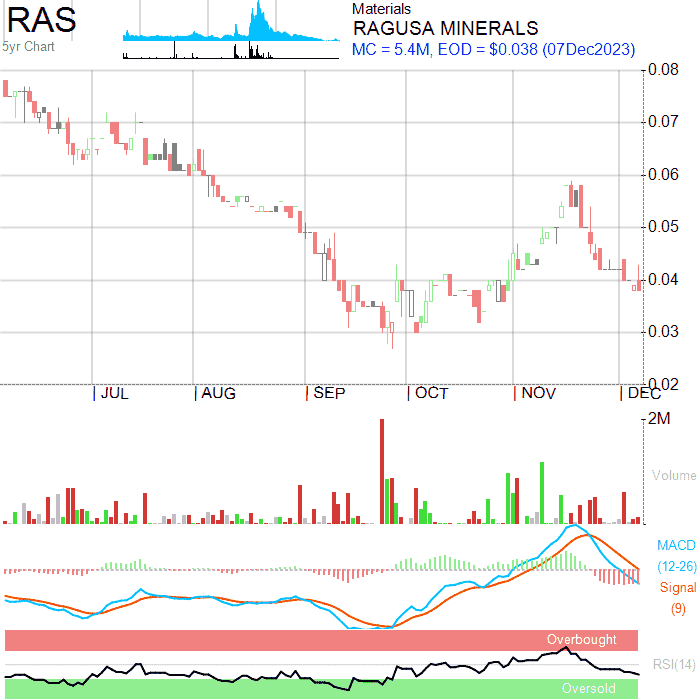 RAS
5yr Chart
Materials
RAGUSA MINERALS
MC = 5.4M, EOD = $0.038 (07Dec2023)
0.08
0.07
0.06
0.05
0.04
0.03
0.02
JUL AUG SEP OCT NOV DEC
2M
Volume
MACD
(12-26)
Signal
(9)
Overbought
RSI(14)
Oversold